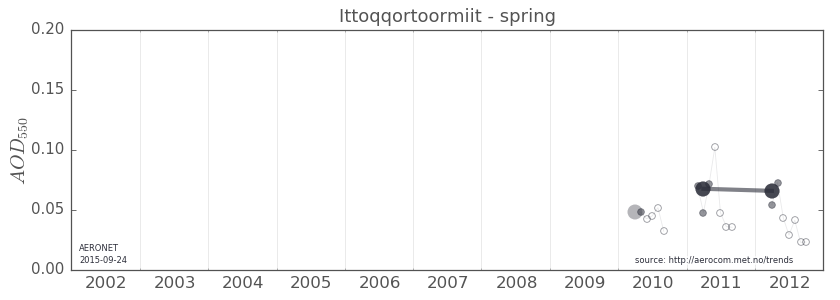 Ittoqqortoormiit - spring
0.20
0.15
0.10
0.05
0.00
AOD550
AERONET
2015-09-24
source: http://aerocom.met.no/trends
2002 2003 2004 2005 2006 2007 2008 2009 2010 2011 2012